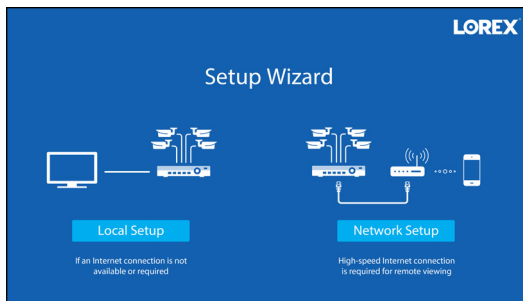 LOREX
Setup Wizard
Local Setup
If an Internet connection is not
available or required
Network Setup
High-speed Internet connection
is required for remote viewing